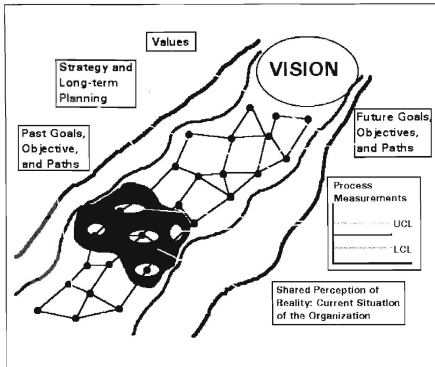 Values
VISION
Strategy and
Long-term
Planning
Past Goals,
Objective,
and Paths
Future Goals,
Objectives,
and Paths
Process
Measurements
UCL
LCL
Shared Perception of
Reality: Current Situation
of the Organization